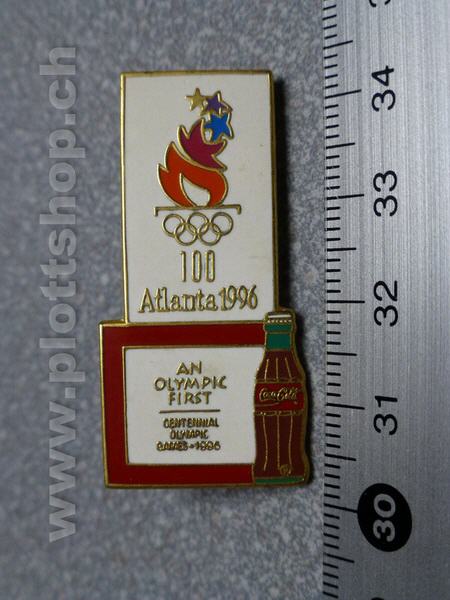 100
Atlanta 1996
AN
OLYMPIC
FIRST
CENTENNIAL
OLYMPIC
GAMES • 1996
Coca-Cola
34
33
32
31
30
www.plottshop.ch